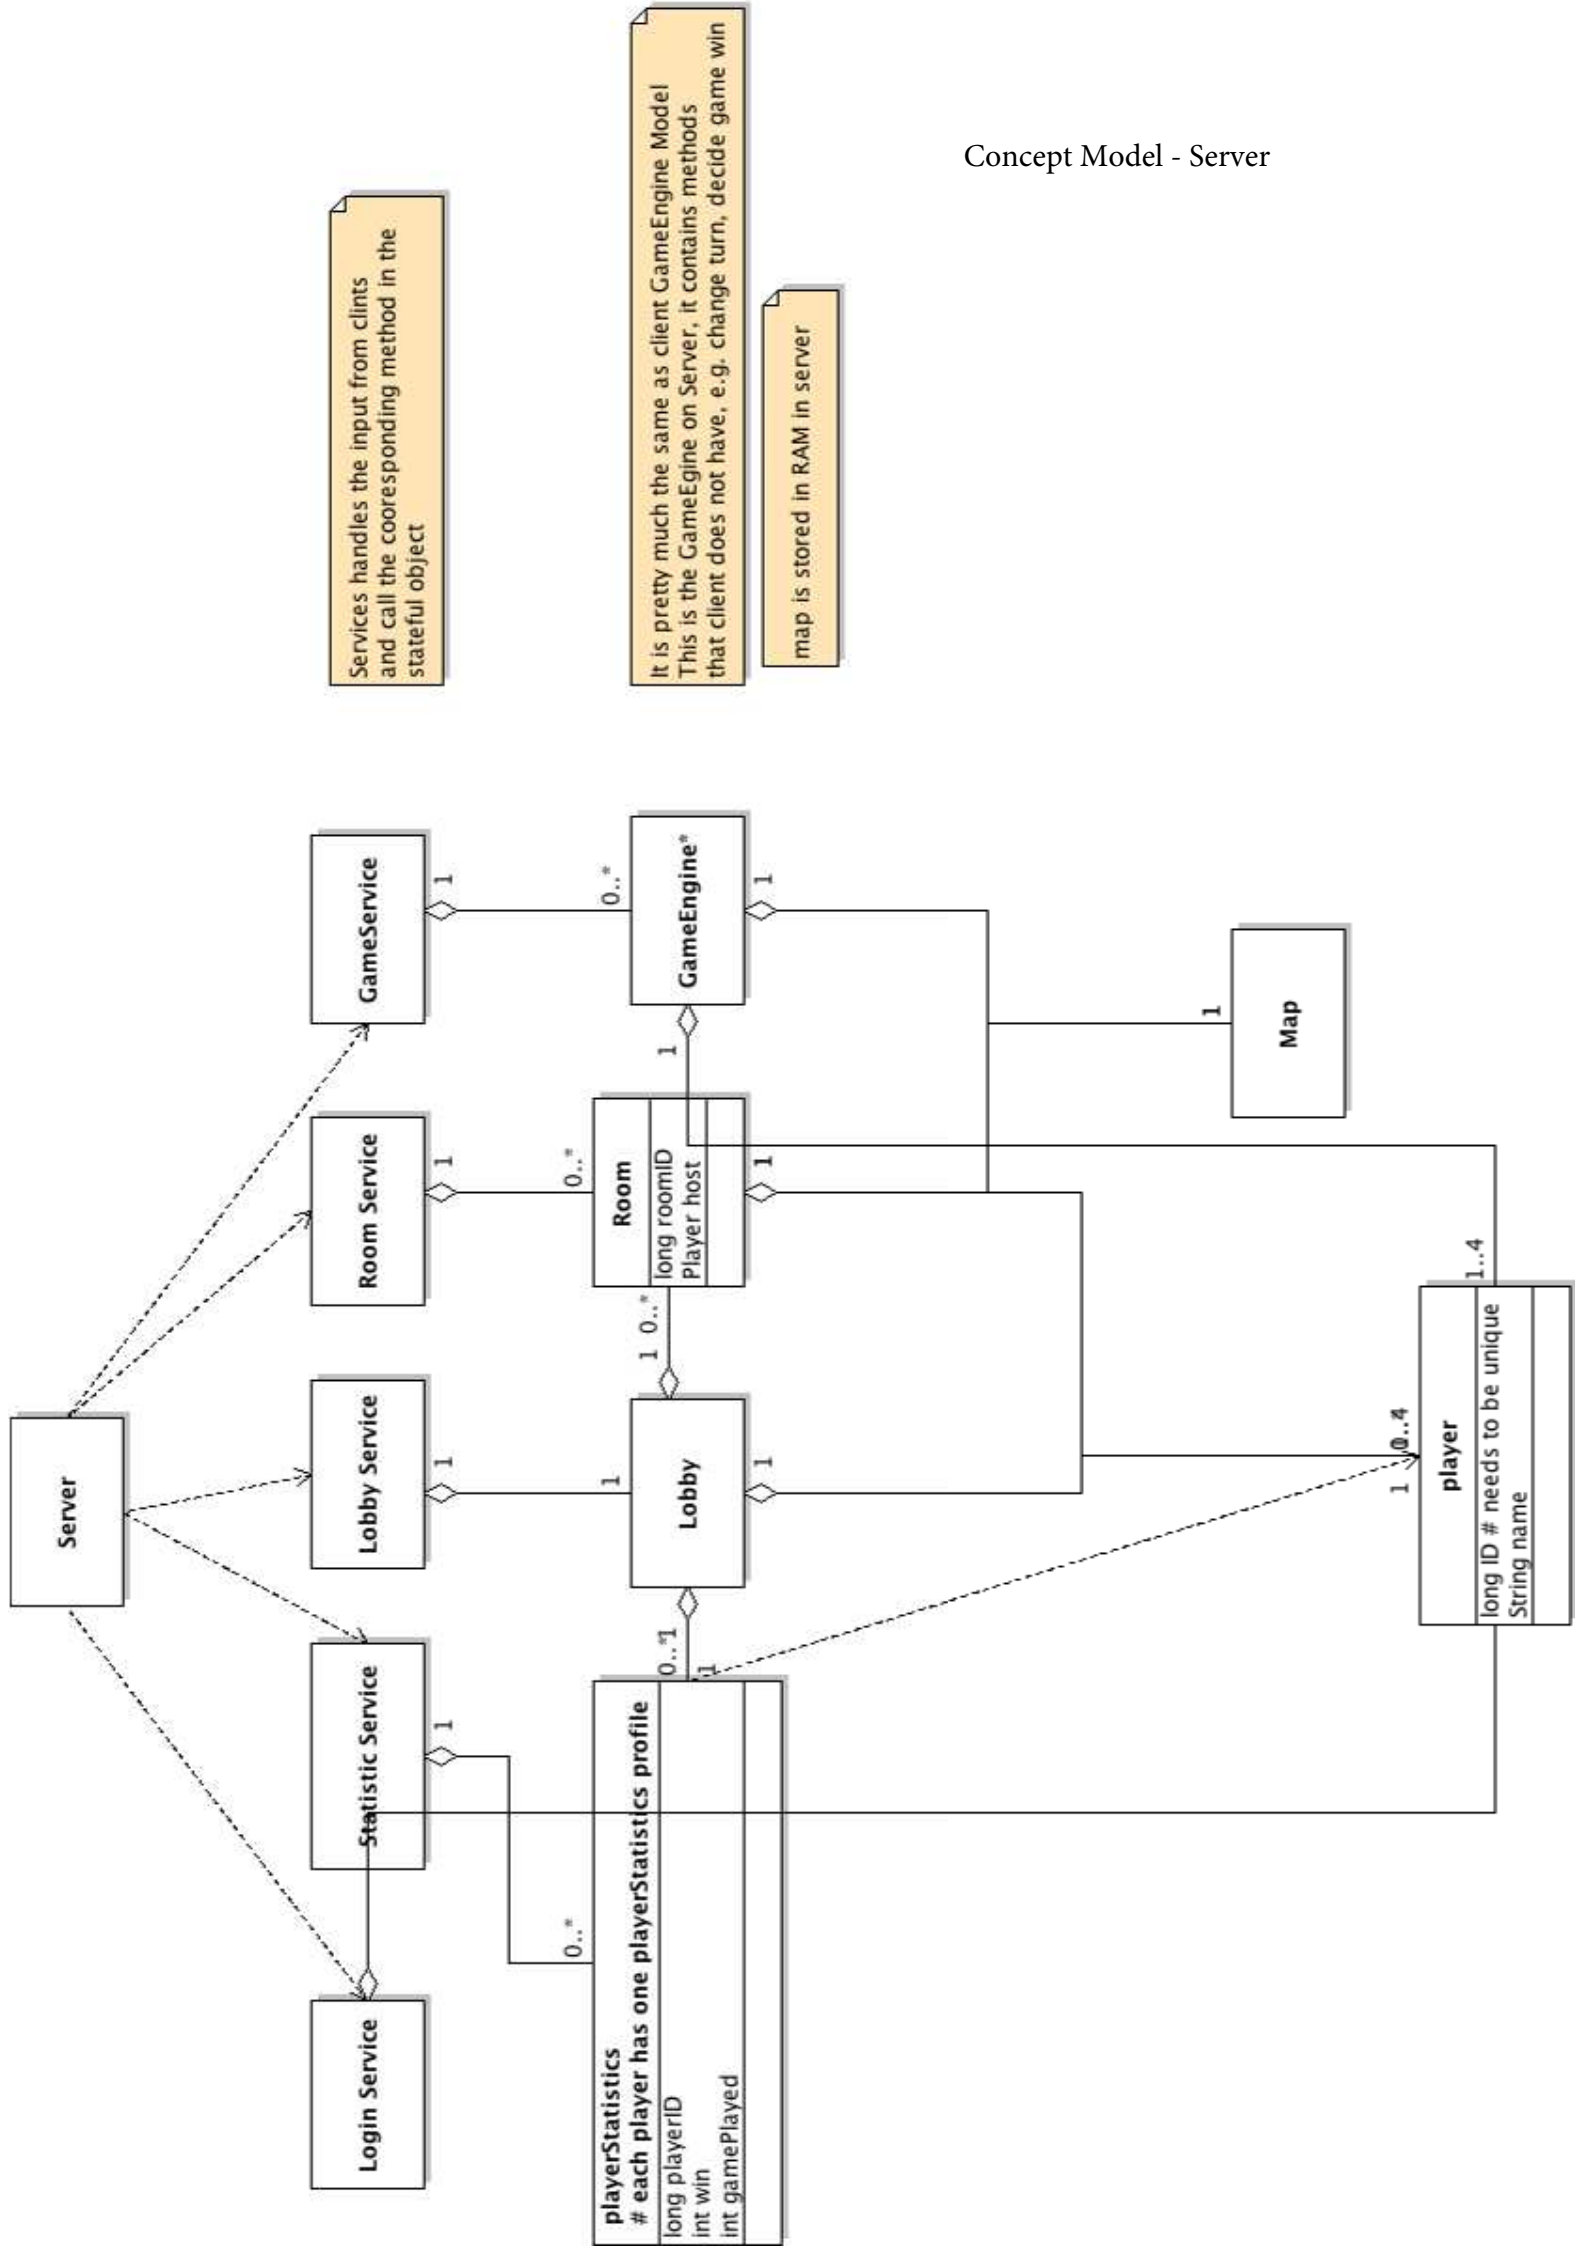 Concept Model - Server
Server
Login Service
Statistic Service
1
Lobby Service
1
Room Service
1
GameService
1
Services handles the input from clints
and call the cooresponding method in the
stateful object
0..*
playerStatistics
# each player has one playerStatistics profile
long playerID
int win
int gamePlayed
0..*
1
1
1
Lobby
1
1
0..*
0..*
Room
long roomID
Player host
1
0..*
GameEngine*
1
1
It is pretty much the same as client GameEngine Model
This is the GameEgine on Server, it contains methods
that client does not have, e.g. change turn, decide game win
map is stored in RAM in server
1
Map
1
1..4
player
long ID # needs to be unique
String name